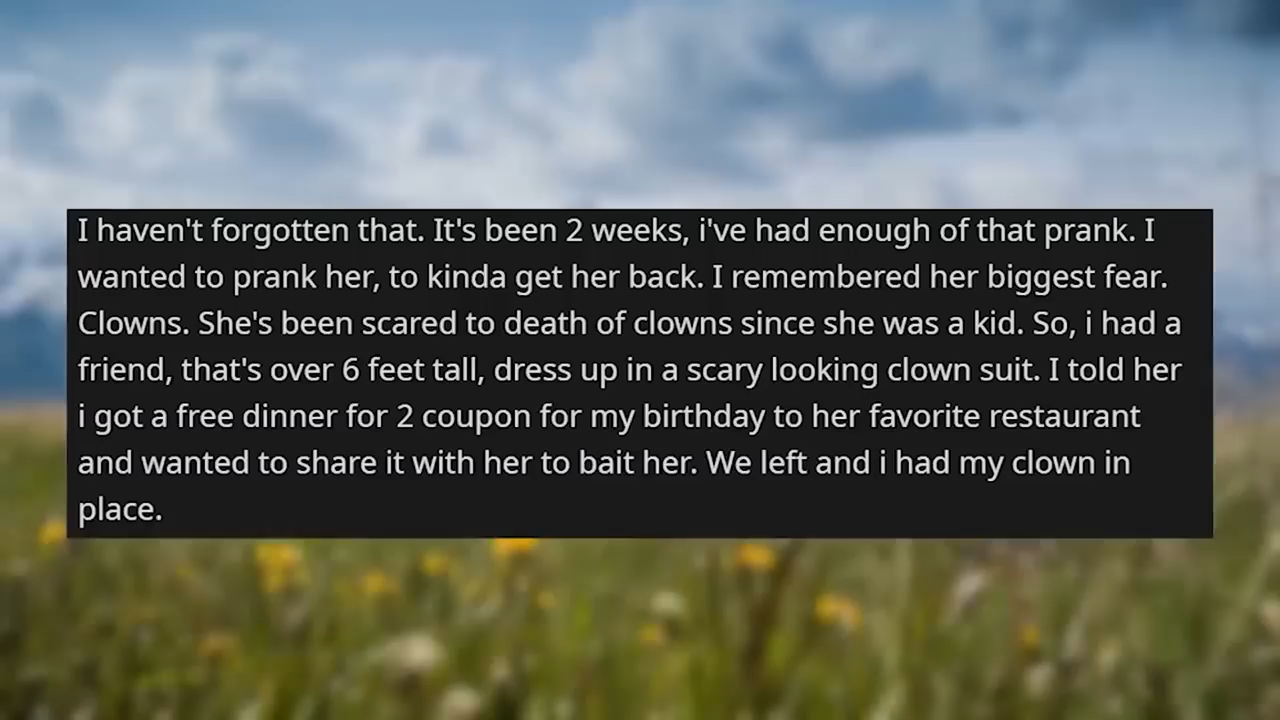 I haven't forgotten that. It's been 2 weeks, i've had enough of that prank. I
wanted to prank her, to kinda get her back. I remembered her biggest fear.
Clowns. She's been scared to death of clowns since she was a kid. So, i had a
friend, that's over 6 feet tall, dress up in a scary looking clown suit. I told her
i got a free dinner for 2 coupon for my birthday to her favorite restaurant
and wanted to share it with her to bait her. We left and i had my clown in
place.